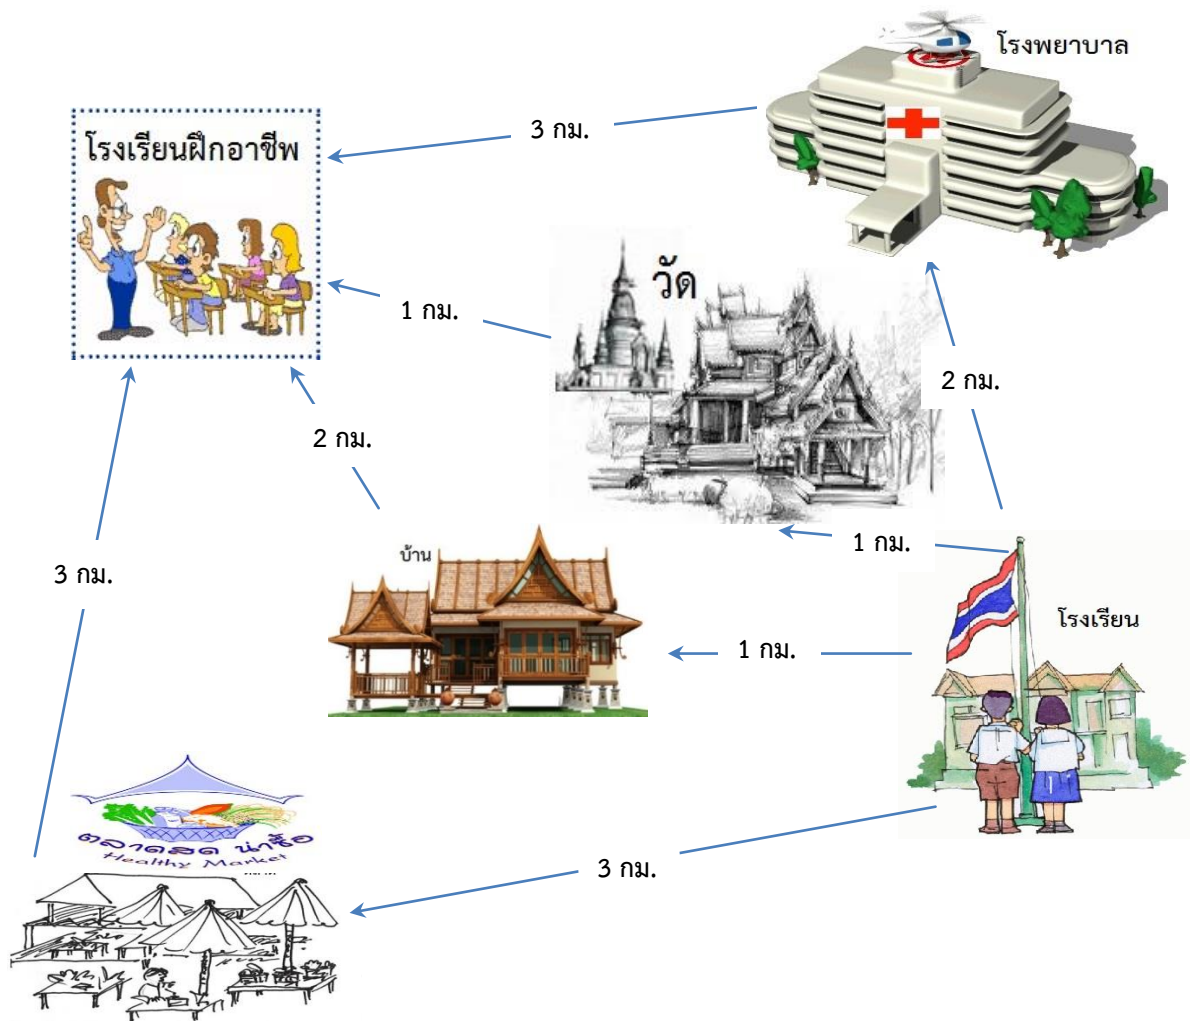 โรงพยาบาล
3 กม.
โรงเรียนฝึกอาชีพ
วัด
1 กม.
2 กม.
2 กม.
1 กม.
บ้าน
3 กม.
โรงเรียน
1 กม.
ตลาดสด น่าซื้อ
Healthy Market
3 กม.